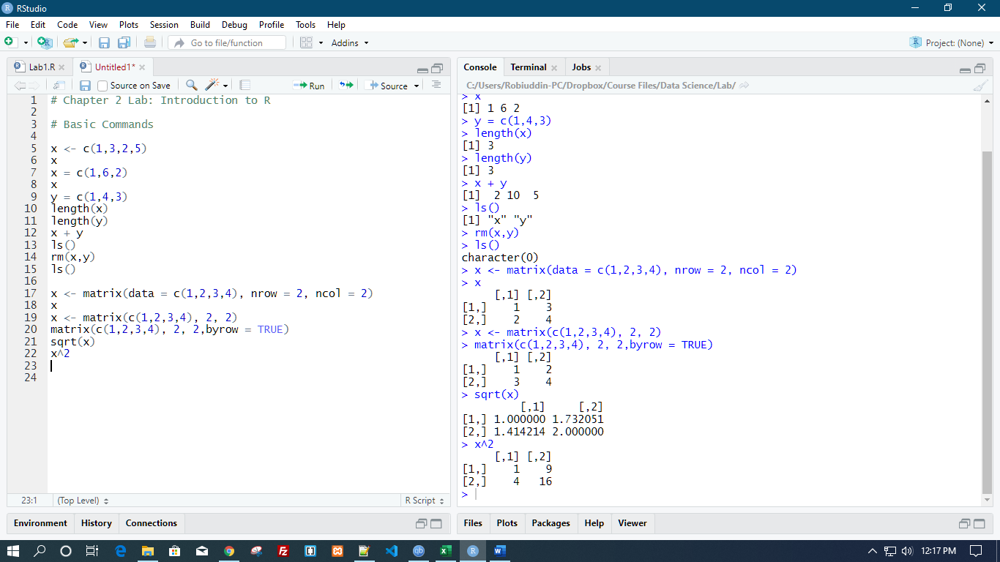 RStudio
File Edit Code View Plots Session Build Debug Profile Tools Help
Go to file/function Addins Project: (None)
Lab1.R Untitled1*
Source on Save Run Source
1 # Chapter 2 Lab: Introduction to R
2
3 # Basic Commands
4
5 x <- c(1,3,2,5)
6 x
7 x = c(1,6,2)
8 x
9 y = c(1,4,3)
10 length(x)
11 length(y)
12 x + y
13 ls()
14 rm(x,y)
15 ls()
16
17 x <- matrix(data = c(1,2,3,4), nrow = 2, ncol = 2)
18 x
19 x <- matrix(c(1,2,3,4), 2, 2)
20 matrix(c(1,2,3,4), 2, 2,byrow = TRUE)
21 sqrt(x)
22 x^2
23
24
23:1 (Top Level) R Script
Environment History Connections
Console Terminal Jobs
C:/Users/Robiuddin-PC/Dropbox/Course Files/Data Science/Lab/
> x
[1] 1 6 2
> y = c(1,4,3)
> length(x)
[1] 3
> length(y)
[1] 3
> x + y
[1]  2 10  5
> ls()
[1] "x" "y"
> rm(x,y)
> ls()
character(0)
> x <- matrix(data = c(1,2,3,4), nrow = 2, ncol = 2)
> x
     [,1] [,2]
[1,]    1    3
[2,]    2    4
> x <- matrix(c(1,2,3,4), 2, 2)
> matrix(c(1,2,3,4), 2, 2,byrow = TRUE)
     [,1] [,2]
[1,]    1    2
[2,]    3    4
> sqrt(x)
         [,1]     [,2]
[1,] 1.000000 1.732051
[2,] 1.414214 2.000000
> x^2
     [,1] [,2]
[1,]    1    9
[2,]    4   16
>
Files Plots Packages Help Viewer
12:17 PM